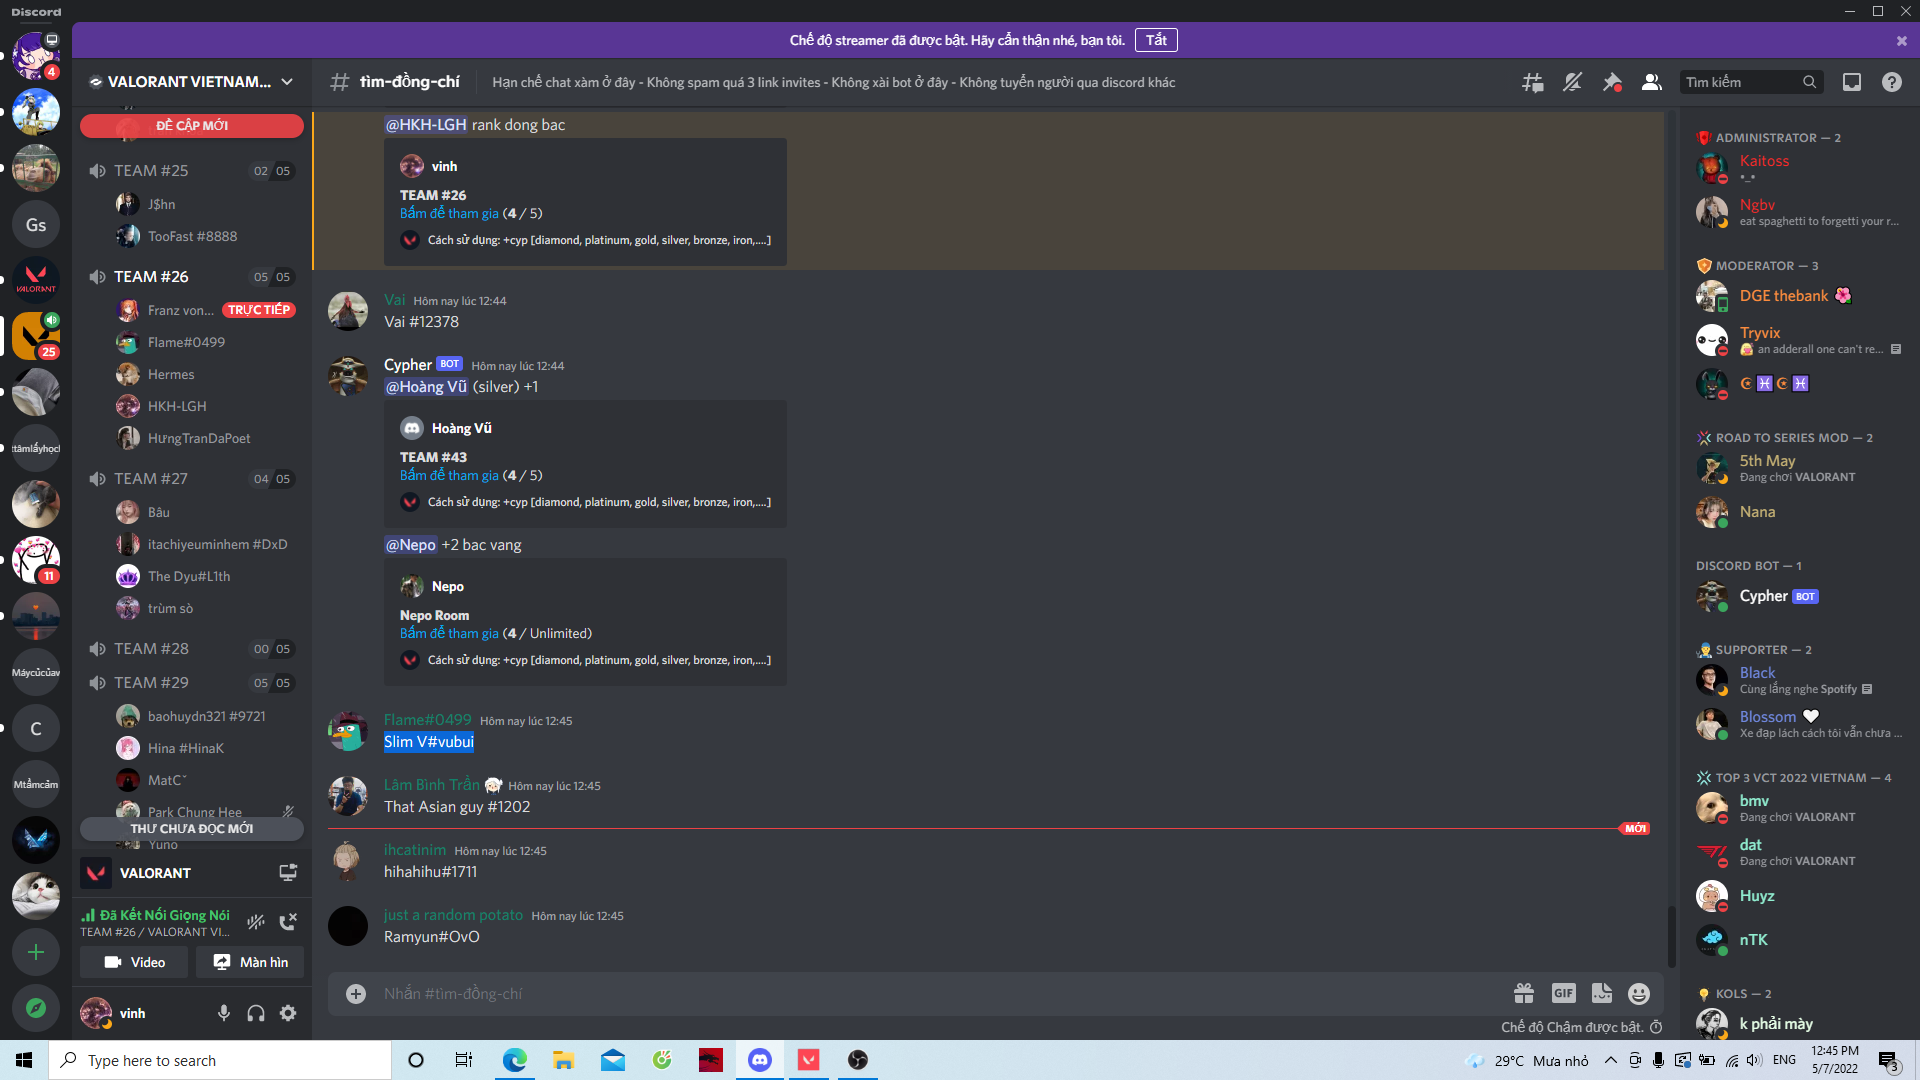 Discord
Chế độ streamer đã được bật. Hãy cẩn thận nhé, bạn tôi.
Tắt
4
Gs
VALORANT
25
ttâmlấyhọcl
11
Máycủcủav
C
Mtầmcảm
VALORANT VIETNAM...
ĐỀ CẬP MỚI
TEAM #25
02 05
J$hn
TooFast #8888
TEAM #26
05 05
Franz von...
TRỰC TIẾP
Flame#0499
Hermes
HKH-LGH
HưngTranDaPoet
TEAM #27
04 05
Bâu
itachiyeuminhem #DxD
The Dyu#L1th
trùm sò
TEAM #28
00 05
TEAM #29
05 05
baohuydn321 #9721
Hina #HinaK
MatCˇ
Park Chung Hee
THƯ CHƯA ĐỌC MỚI
Yuno
VALORANT
Đã Kết Nối Giọng Nói
TEAM #26 / VALORANT VI...
Video
Màn hìn
vinh
tìm-đồng-chí
Hạn chế chat xàm ở đây - Không spam quá 3 link invites - Không xài bot ở đây - Không tuyển người qua discord khác
Tìm kiếm
@HKH-LGH rank dong bac
vinh
TEAM #26
Bấm để tham gia (4 / 5)
Cách sử dụng: +cyp [diamond, platinum, gold, silver, bronze, iron,....]
Vai Hôm nay lúc 12:44
Vai #12378
Cypher BOT Hôm nay lúc 12:44
@Hoàng Vũ (silver) +1
Hoàng Vũ
TEAM #43
Bấm để tham gia (4 / 5)
Cách sử dụng: +cyp [diamond, platinum, gold, silver, bronze, iron,....]
@Nepo +2 bac vang
Nepo
Nepo Room
Bấm để tham gia (4 / Unlimited)
Cách sử dụng: +cyp [diamond, platinum, gold, silver, bronze, iron,....]
Flame#0499 Hôm nay lúc 12:45
Slim V#vubui
Lâm Bình Trần Hôm nay lúc 12:45
That Asian guy #1202
MỚI
ihcatinim Hôm nay lúc 12:45
hihahihu#1711
just a random potato Hôm nay lúc 12:45
Ramyun#OvO
Nhắn #tìm-đồng-chí
GIF
Chế độ Chậm được bật.
ADMINISTRATOR — 2
Kaitoss
•_•
Ngbv
eat spaghetti to forgetti your r...
MODERATOR — 3
DGE thebank
Tryvix
an adderall one can't re...
☪♓☪♓
ROAD TO SERIES MOD — 2
5th May
Đang chơi VALORANT
Nana
DISCORD BOT — 1
Cypher BOT
SUPPORTER — 2
Black
Cùng lắng nghe Spotify
Blossom
Xe đạp lách cách tôi vẫn chưa ...
TOP 3 VCT 2022 VIETNAM — 4
bmv
Đang chơi VALORANT
dat
Đang chơi VALORANT
Huyz
nTK
KOLS — 2
k phải mày
Type here to search
29°C Mưa nhỏ
ENG
12:45 PM
5/7/2022
3